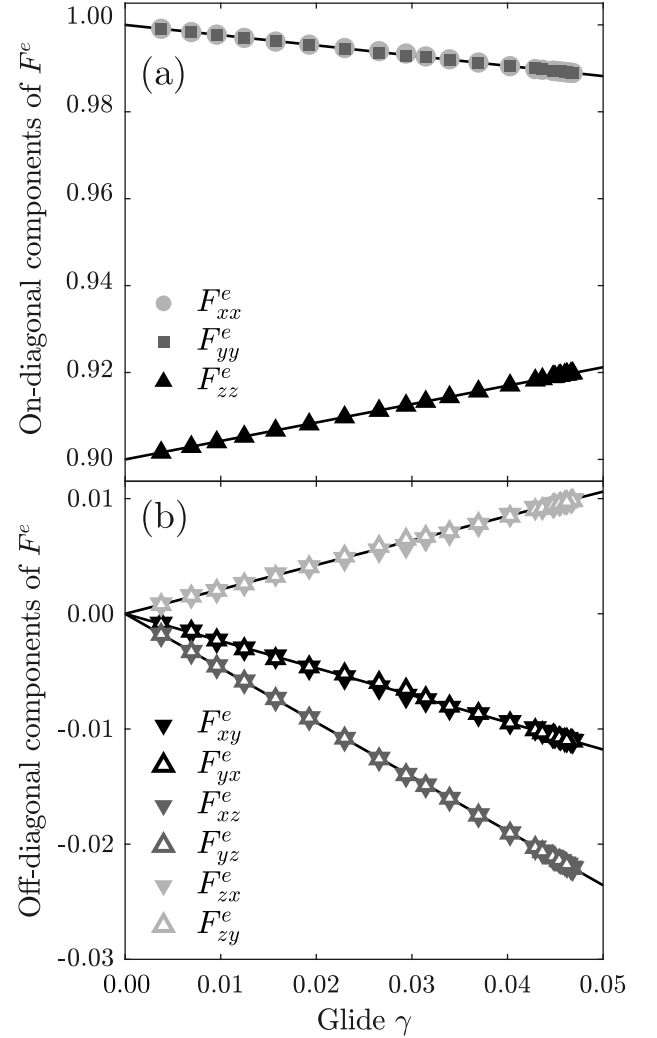 1.00
0.98
0.96
0.94
0.92
0.90
On-diagonal components of F^e
(a)
F^e_xx
F^e_yy
F^e_zz
0.01
0.00
-0.01
-0.02
-0.03
Off-diagonal components of F^e
(b)
F^e_xy
F^e_yx
F^e_xz
F^e_yz
F^e_zx
F^e_zy
0.00 0.01 0.02 0.03 0.04 0.05
Glide γ